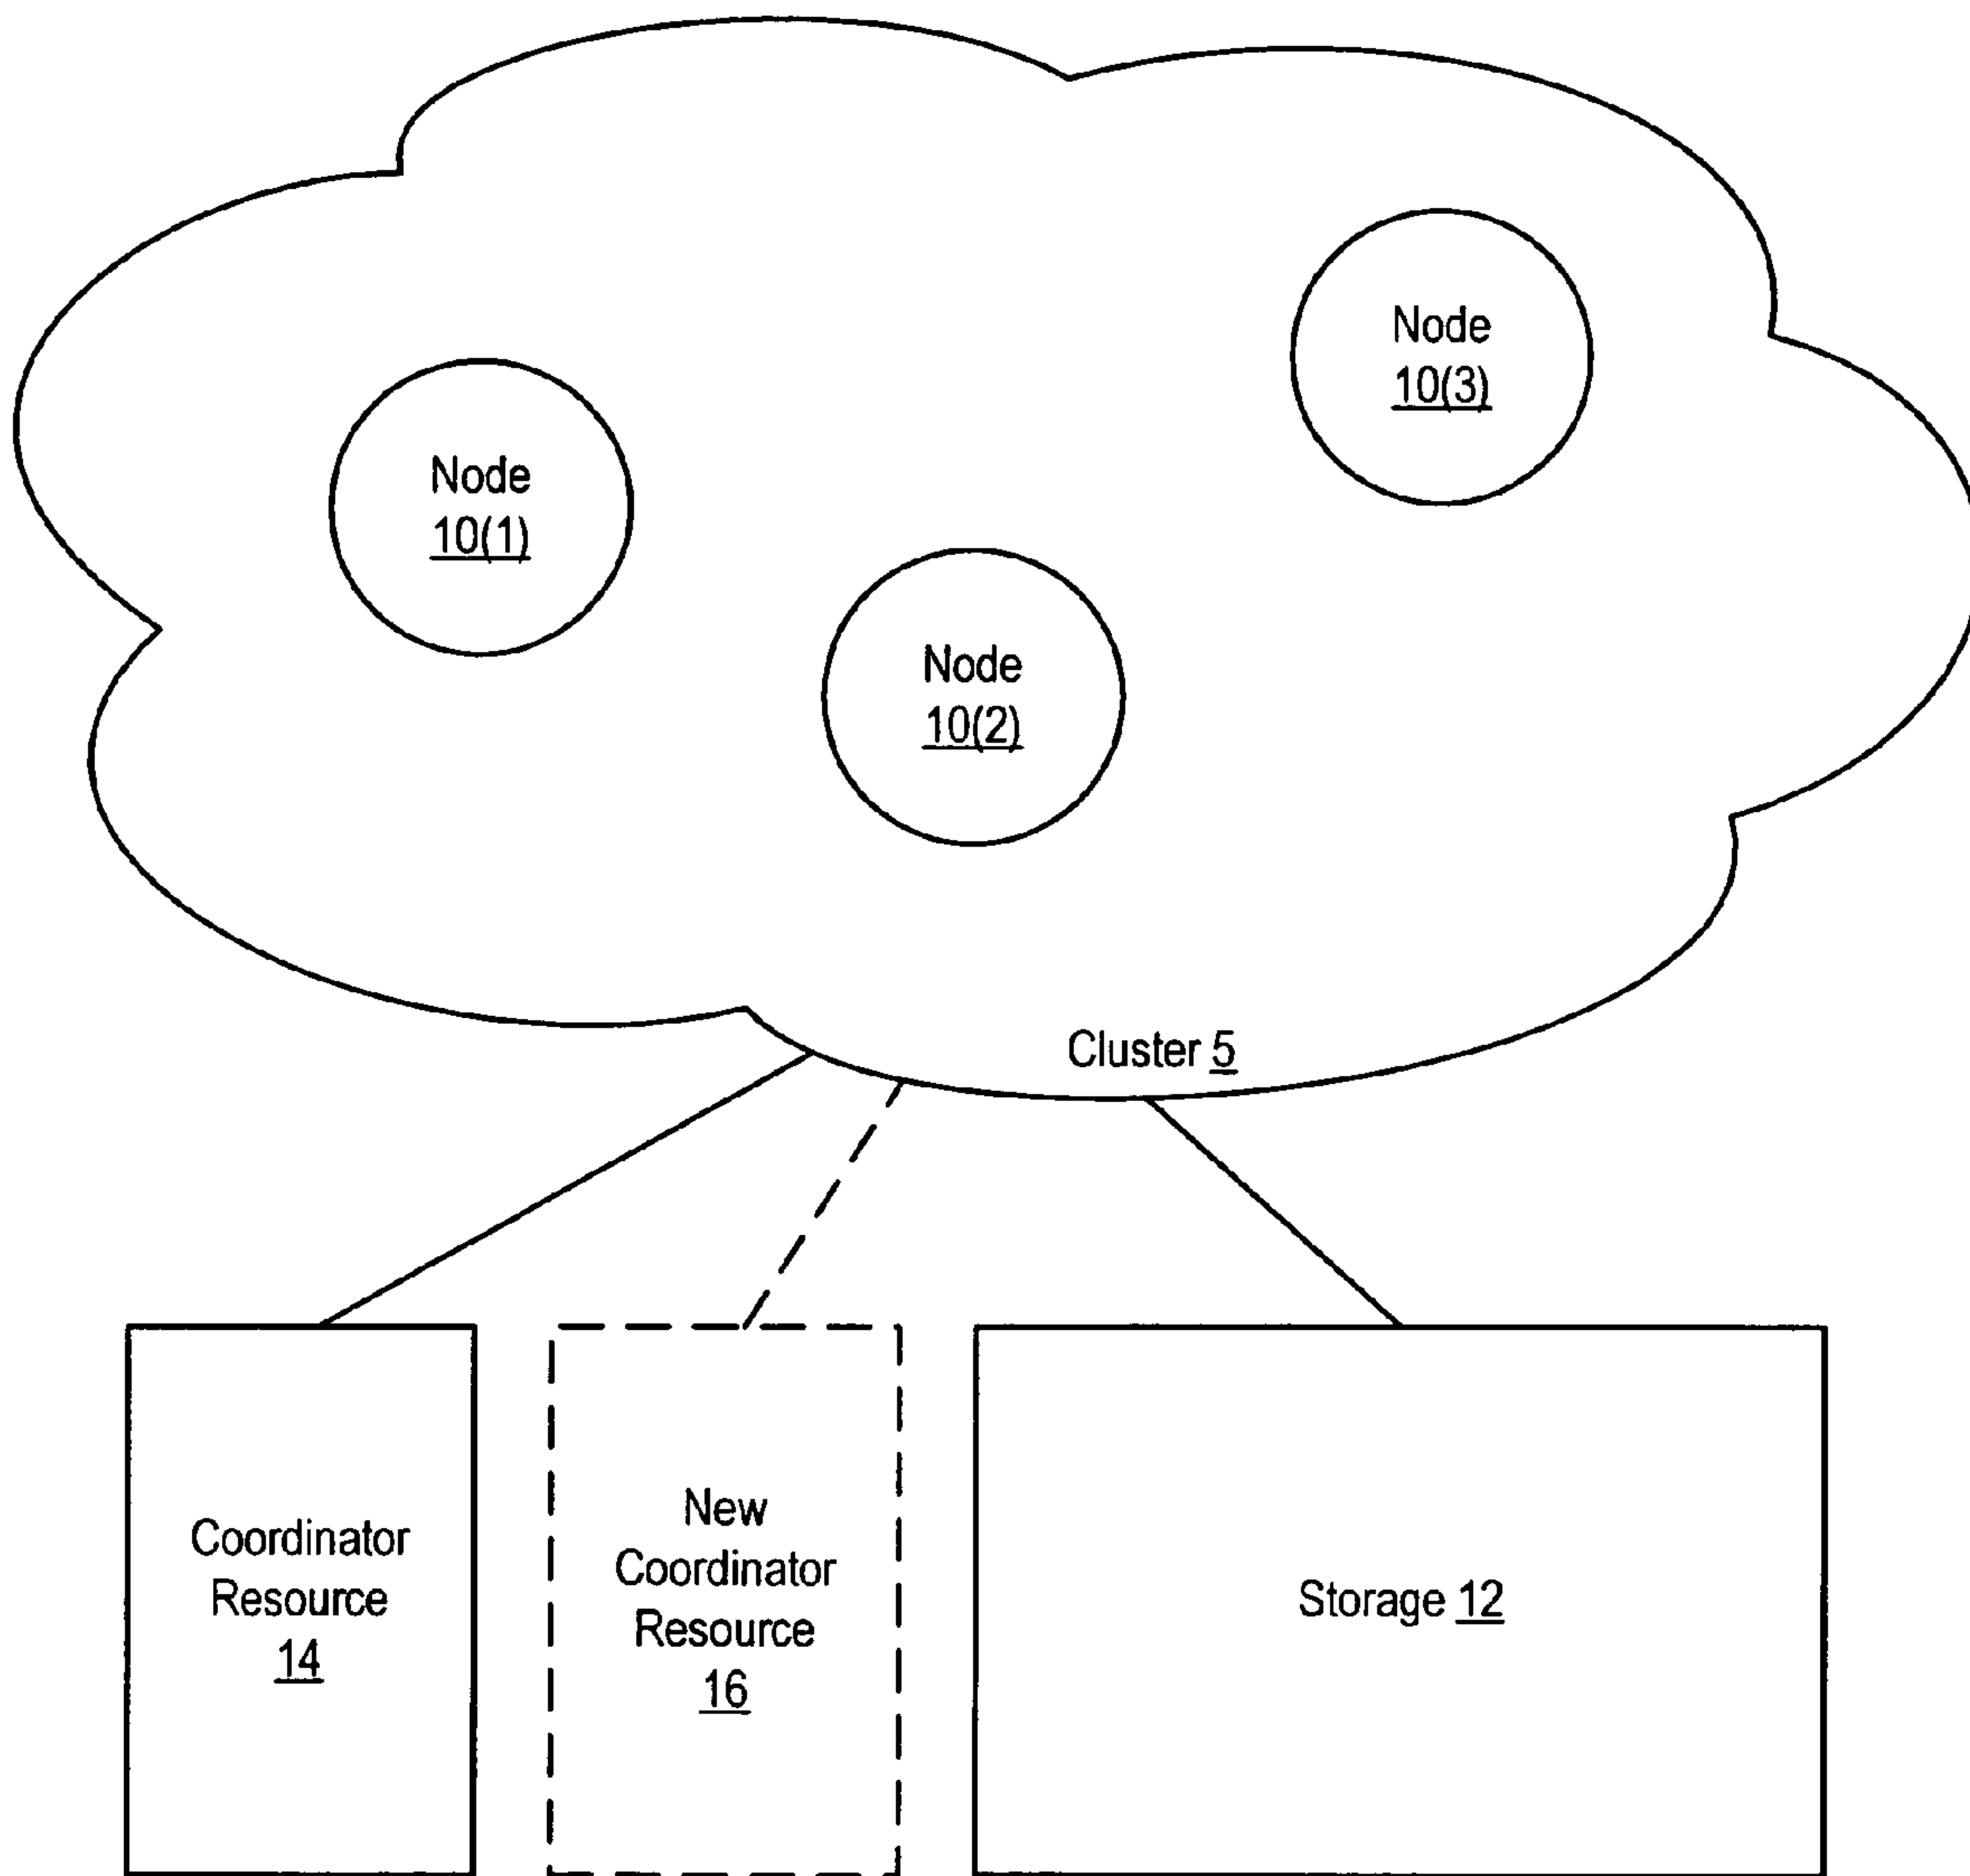 Node
10(3)
Node
10(1)
Node
10(2)
Cluster 5
Coordinator
Resource
14
New
Coordinator
Resource
16
Storage 12